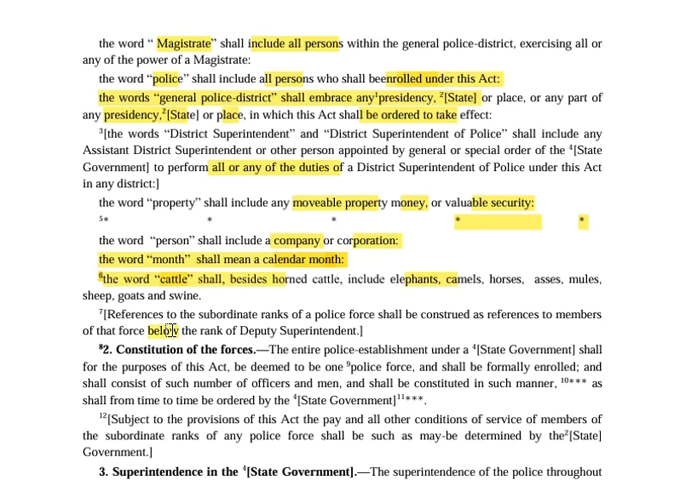 the word “ Magistrate” shall include all persons within the general police-district, exercising all or
any of the power of a Magistrate:
the word “police” shall include all persons who shall beenrolled under this Act:
the words “general police-district” shall embrace any¹presidency, ²[State] or place, or any part of
any presidency,²[State] or place, in which this Act shall be ordered to take effect:
³[the words “District Superintendent” and “District Superintendent of Police” shall include any
Assistant District Superintendent or other person appointed by general or special order of the ⁴[State
Government] to perform all or any of the duties of a District Superintendent of Police under this Act
in any district:]
the word “property” shall include any moveable property money, or valuable security:
⁵* * * * *
the word “person” shall include a company or corporation:
the word “month” shall mean a calendar month:
⁶the word “cattle” shall, besides horned cattle, include elephants, camels, horses, asses, mules,
sheep, goats and swine.
⁷[References to the subordinate ranks of a police force shall be construed as references to members
of that force below the rank of Deputy Superintendent.]
⁸2. Constitution of the forces.—The entire police-establishment under a ⁴[State Government] shall
for the purposes of this Act, be deemed to be one ⁹police force, and shall be formally enrolled; and
shall consist of such number of officers and men, and shall be constituted in such manner, ¹⁰*** as
shall from time to time be ordered by the ⁴[State Government]¹¹***.
¹²[Subject to the provisions of this Act the pay and all other conditions of service of members of
the subordinate ranks of any police force shall be such as may-be determined by the²[State]
Government.]
3. Superintendence in the ⁴[State Government].—The superintendence of the police throughout